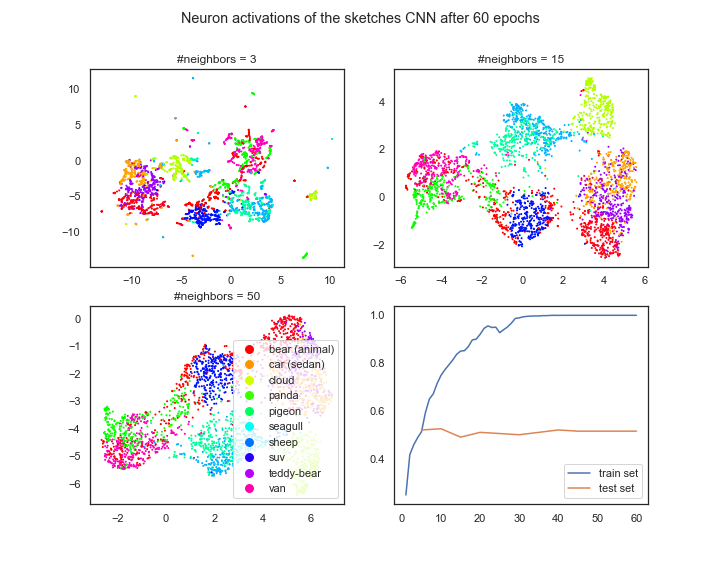 Neuron activations of the sketches CNN after 60 epochs
#neighbors = 3
10
5
0
−5
−10
−10
−5
0
5
10
#neighbors = 15
4
2
0
−2
−6
−4
−2
0
2
4
6
#neighbors = 50
0
−1
−2
−3
−4
−5
−6
−2
0
2
4
6
bear (animal)
car (sedan)
cloud
panda
pigeon
seagull
sheep
suv
teddy-bear
van
1.0
0.8
0.6
0.4
0
10
20
30
40
50
60
train set
test set